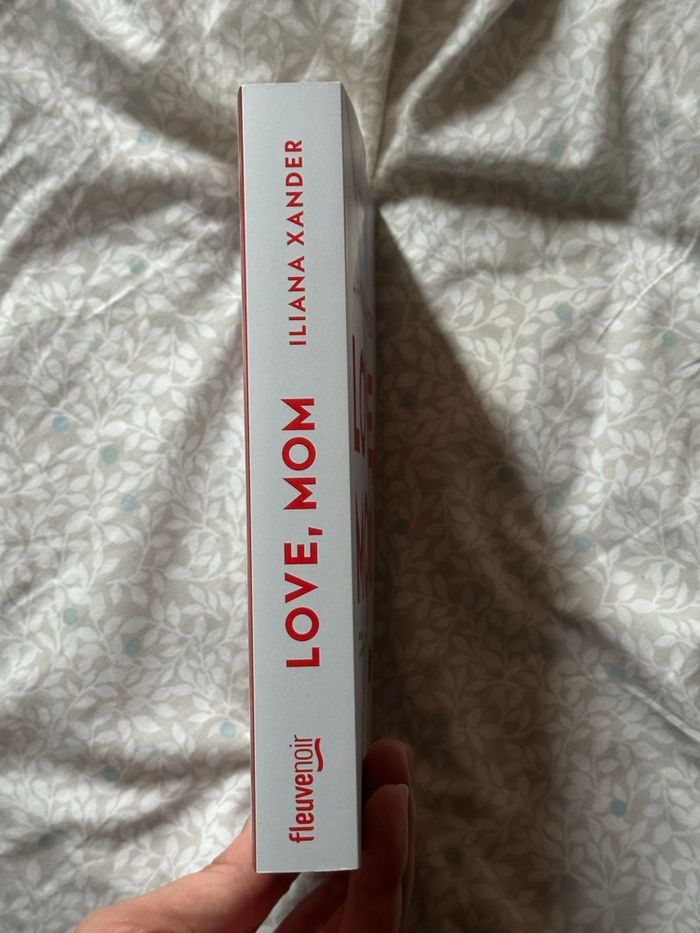 ILIANA XANDER
LOVE, MOM
fleuvenoir